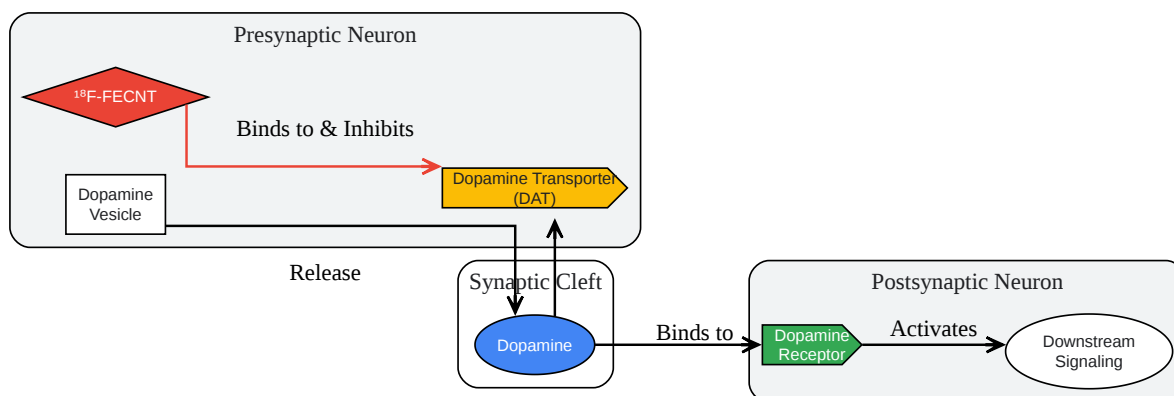 Presynaptic Neuron
¹⁸F-FECNT
Binds to & Inhibits
Dopamine Transporter
(DAT)
Dopamine
Vesicle
Release
Synaptic Cleft
Dopamine
Binds to
Postsynaptic Neuron
Dopamine
Receptor
Activates
Downstream
Signaling